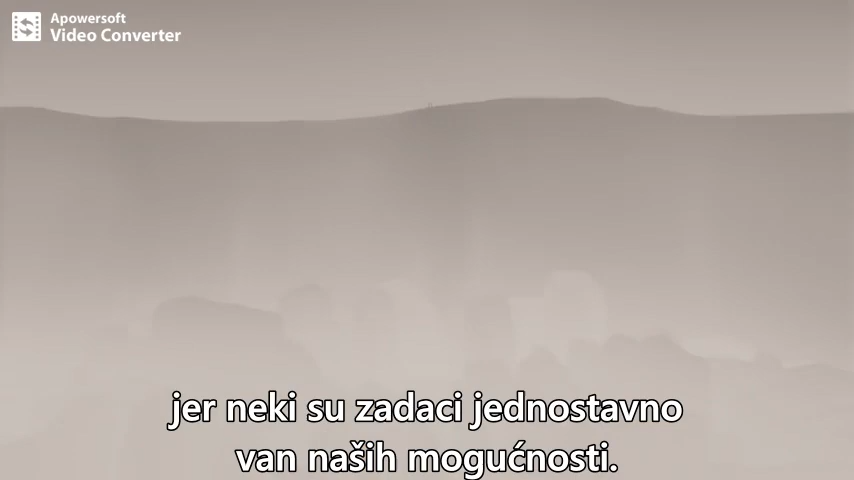 Apowersoft
Video Converter
jer neki su zadaci jednostavno
van naših mogućnosti.